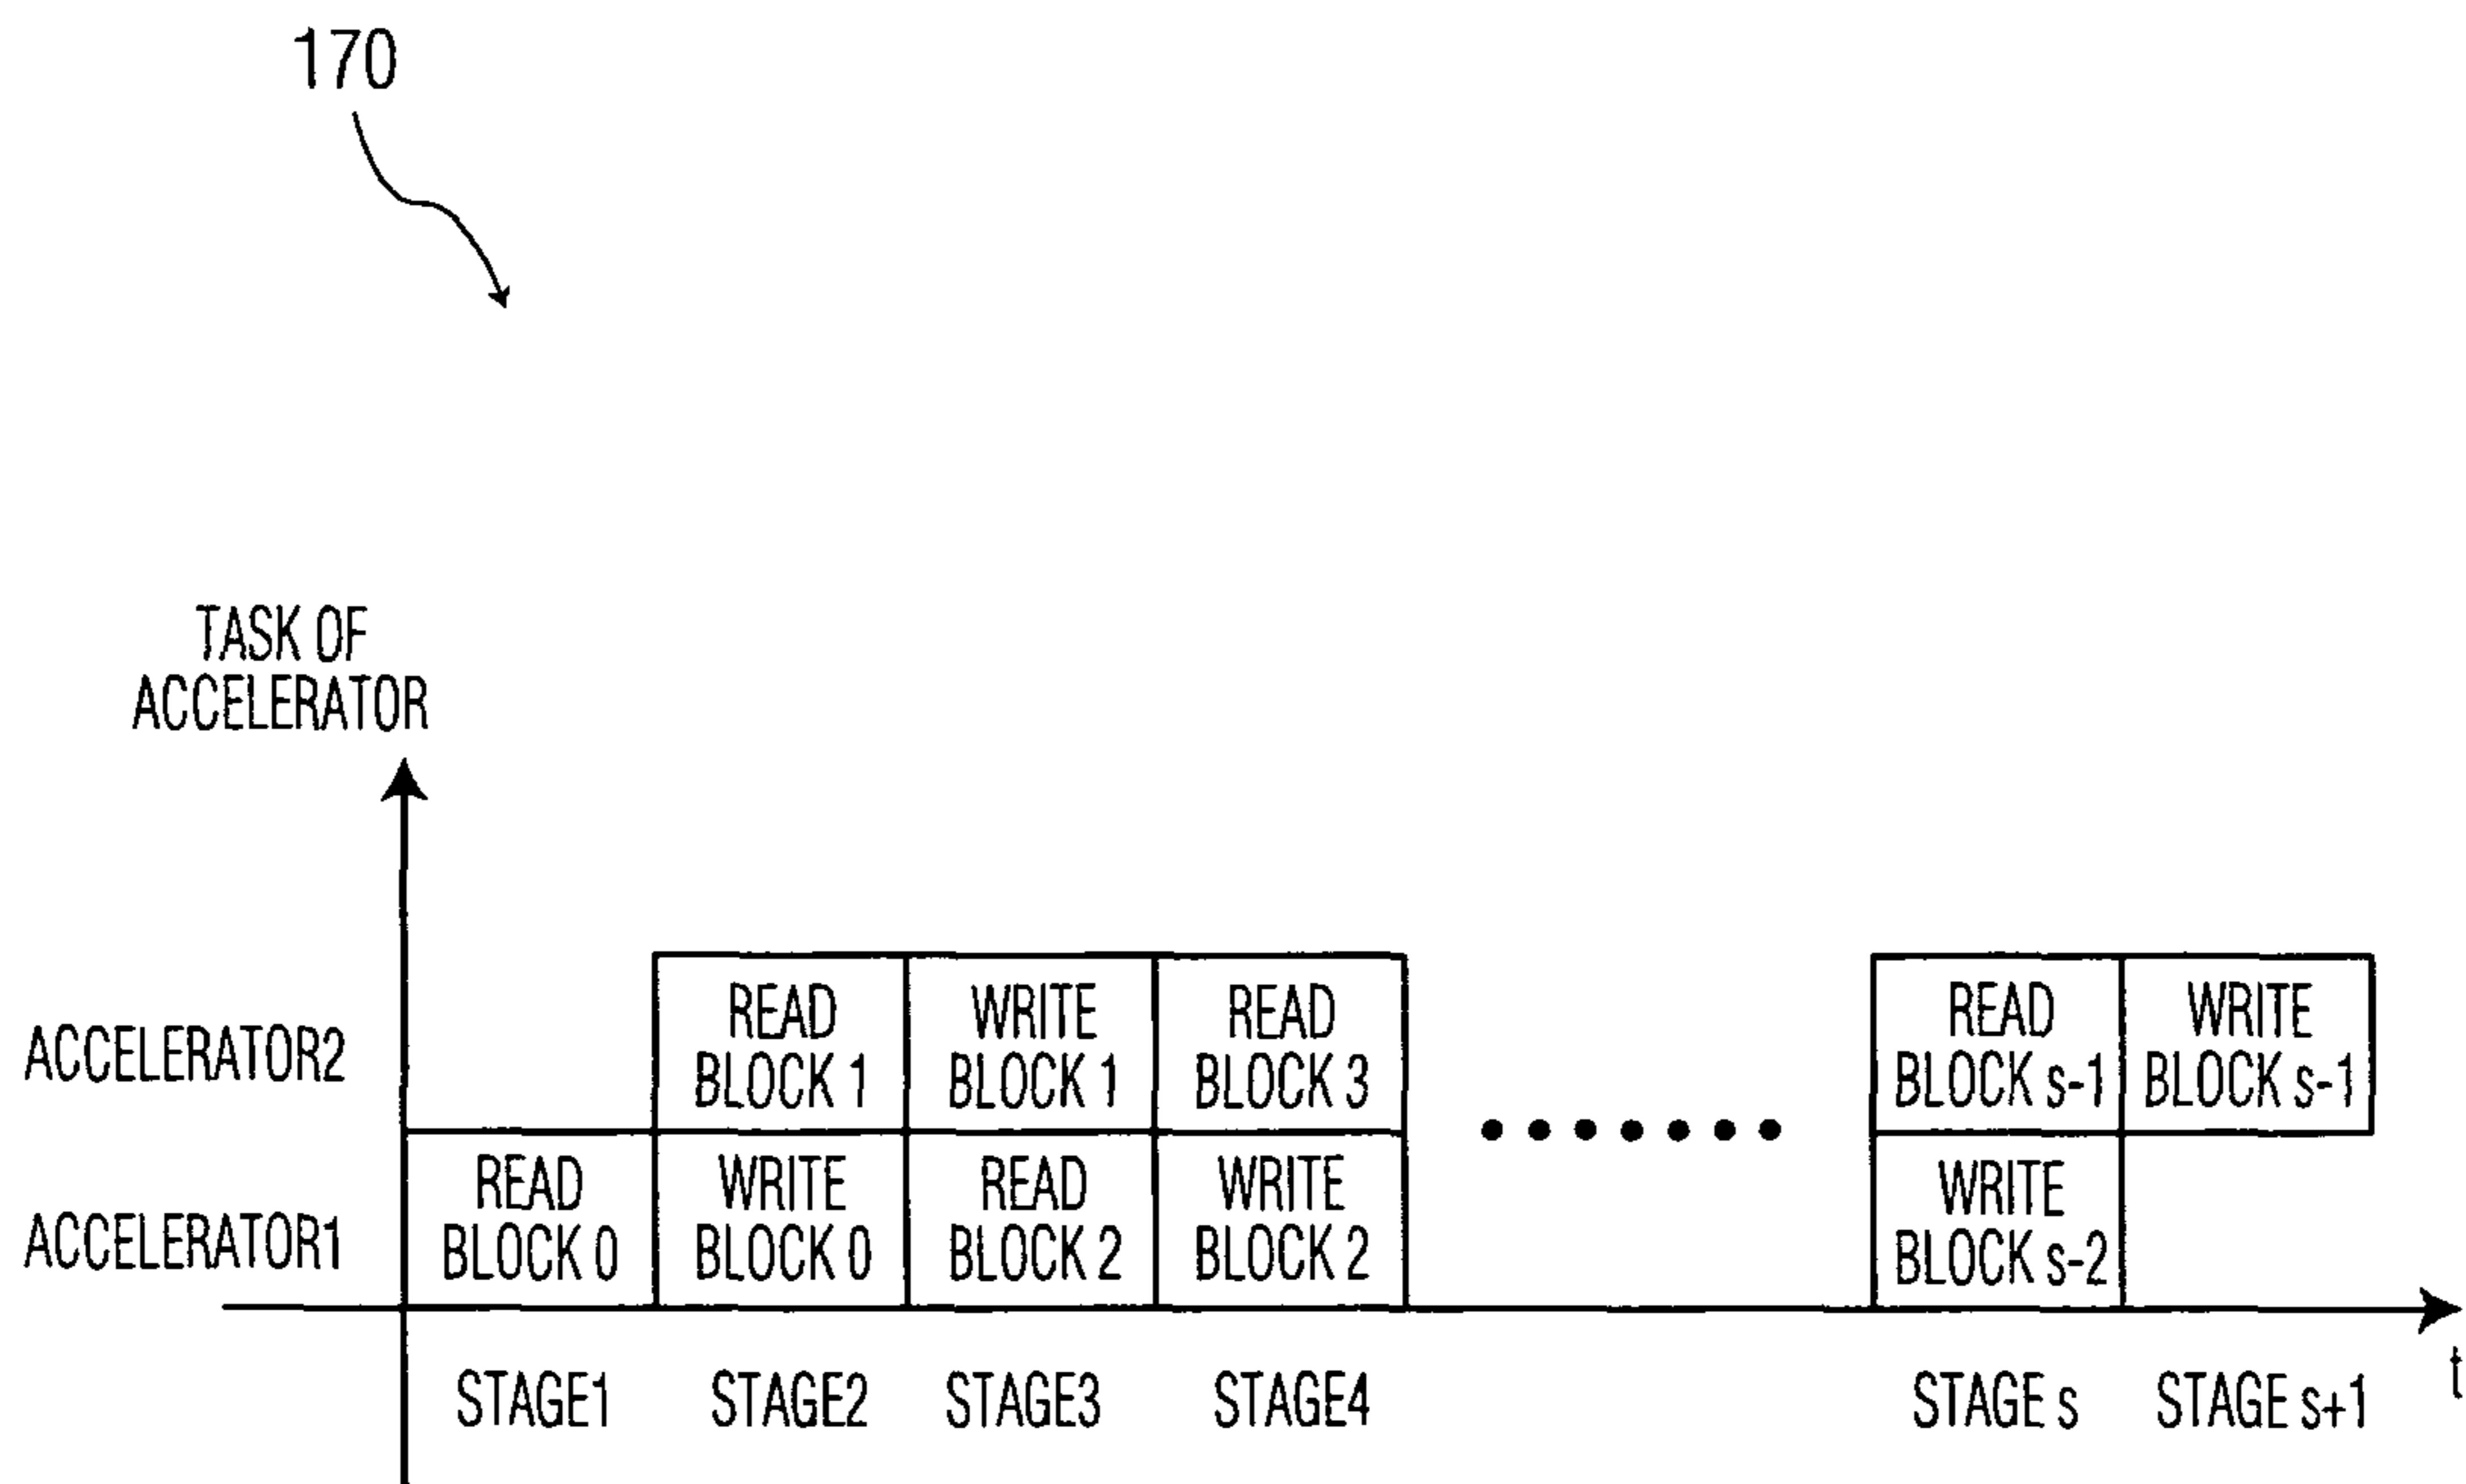 170
TASK OF
ACCELERATOR
ACCELERATOR2
READ
BLOCK 1
WRITE
BLOCK 1
READ
BLOCK 3
READ
BLOCK s-1
WRITE
BLOCK s-1
ACCELERATOR1
READ
BLOCK 0
WRITE
BLOCK 0
READ
BLOCK 2
WRITE
BLOCK 2
WRITE
BLOCK s-2
STAGE1
STAGE2
STAGE3
STAGE4
STAGE s
STAGE s+1
t